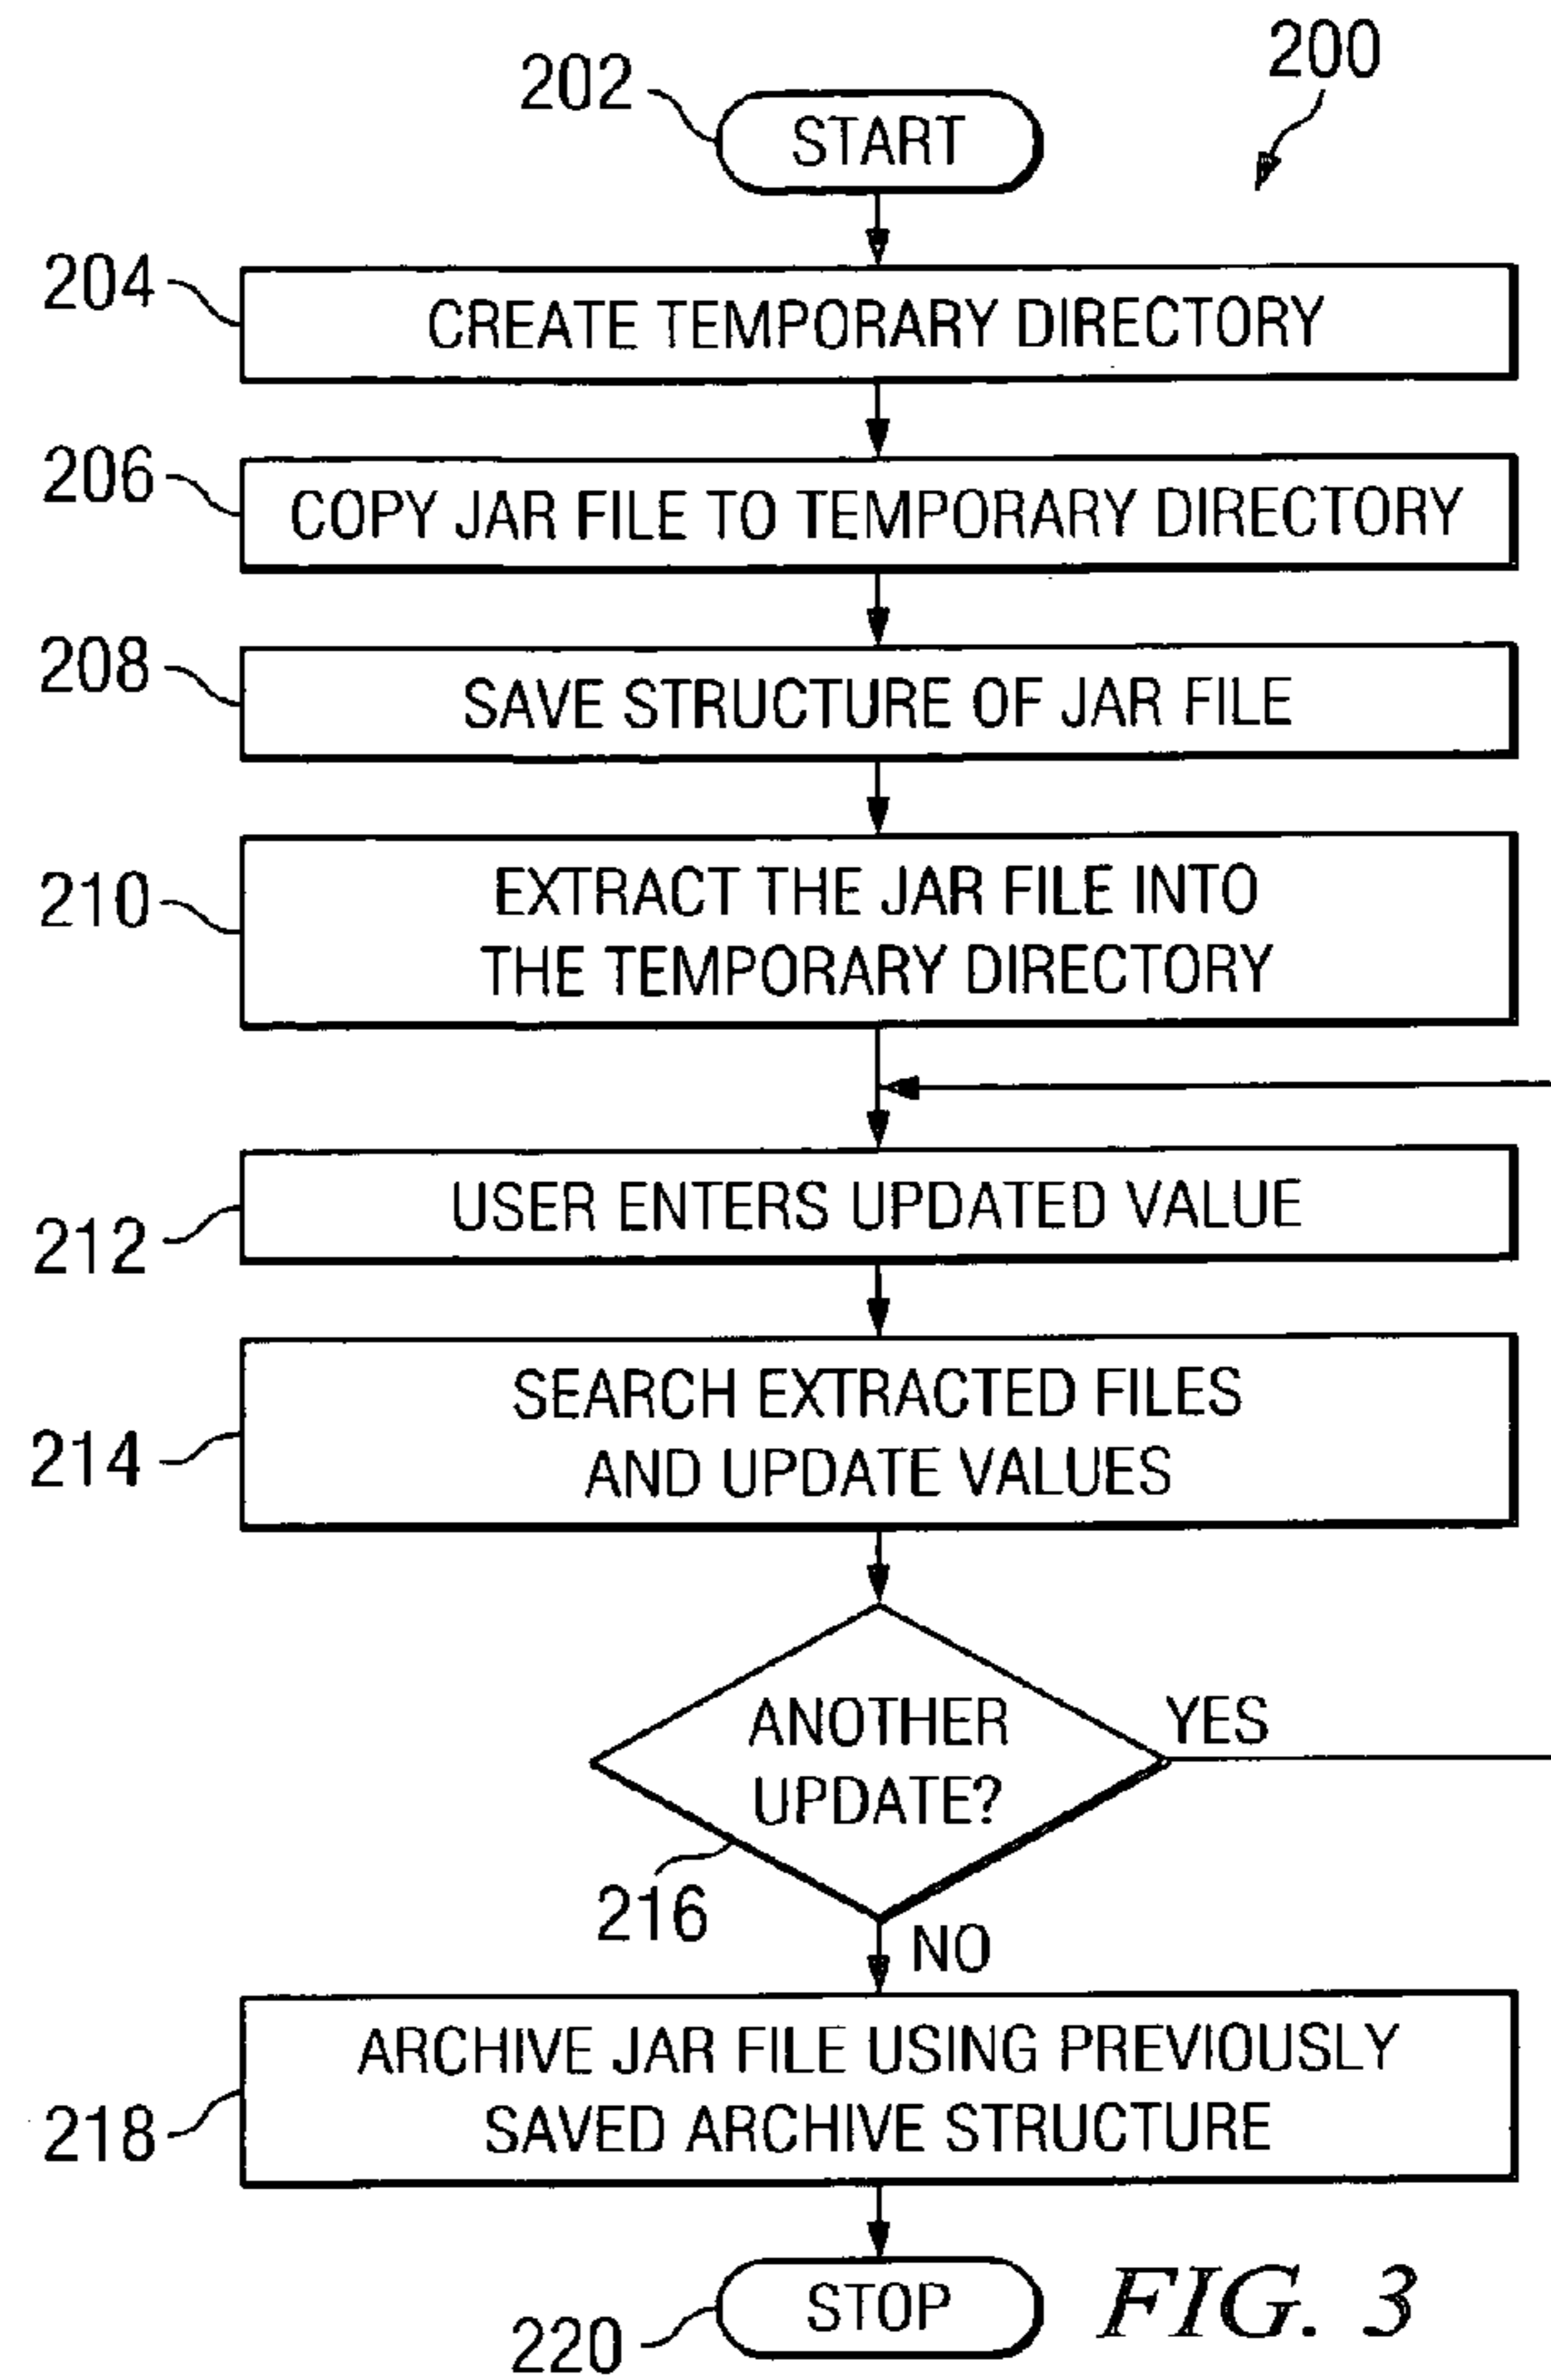 200
202
START
204
CREATE TEMPORARY DIRECTORY
206
COPY JAR FILE TO TEMPORARY DIRECTORY
208
SAVE STRUCTURE OF JAR FILE
210
EXTRACT THE JAR FILE INTO
THE TEMPORARY DIRECTORY
212
USER ENTERS UPDATED VALUE
214
SEARCH EXTRACTED FILES
AND UPDATE VALUES
ANOTHER
UPDATE?
YES
216
NO
218
ARCHIVE JAR FILE USING PREVIOUSLY
SAVED ARCHIVE STRUCTURE
220
STOP
FIG. 3